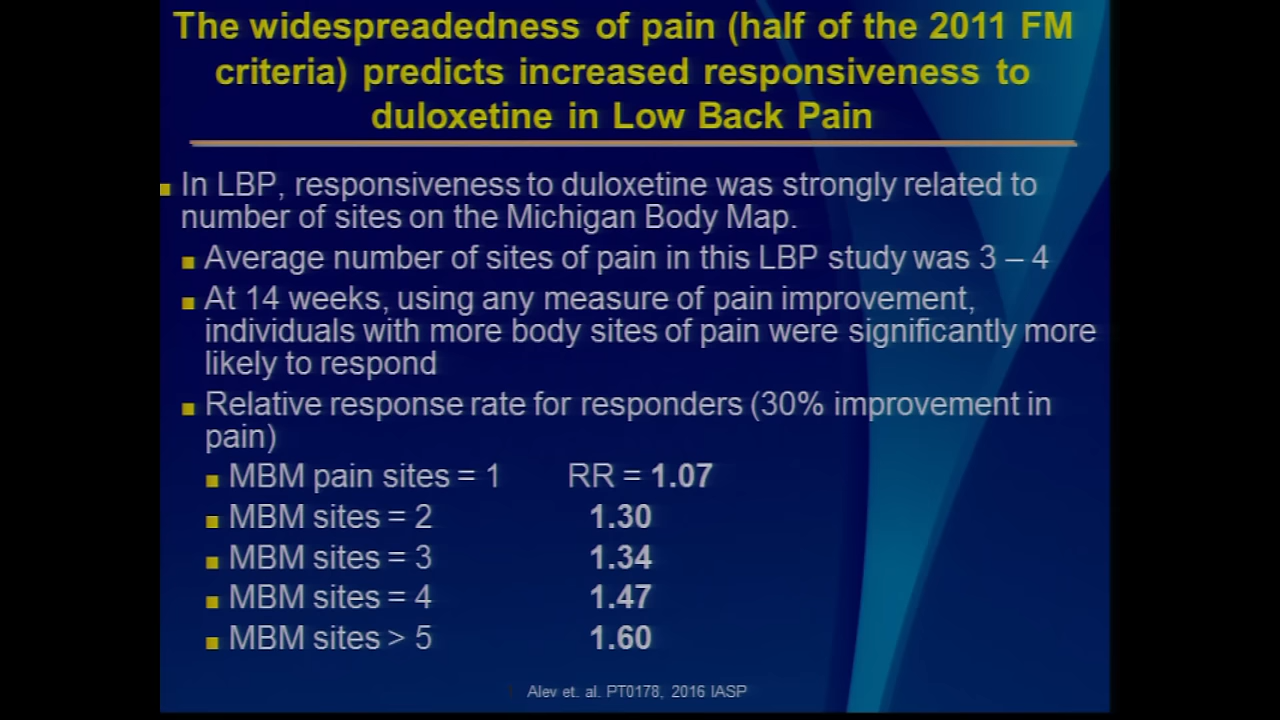 The widespreadedness of pain (half of the 2011 FM
criteria) predicts increased responsiveness to
duloxetine in Low Back Pain
In LBP, responsiveness to duloxetine was strongly related to
number of sites on the Michigan Body Map.
Average number of sites of pain in this LBP study was 3 – 4
At 14 weeks, using any measure of pain improvement,
individuals with more body sites of pain were significantly more
likely to respond
Relative response rate for responders (30% improvement in
pain)
MBM pain sites = 1 RR = 1.07
MBM sites = 2 1.30
MBM sites = 3 1.34
MBM sites = 4 1.47
MBM sites > 5 1.60
Alev et. al. PT0178, 2016 IASP